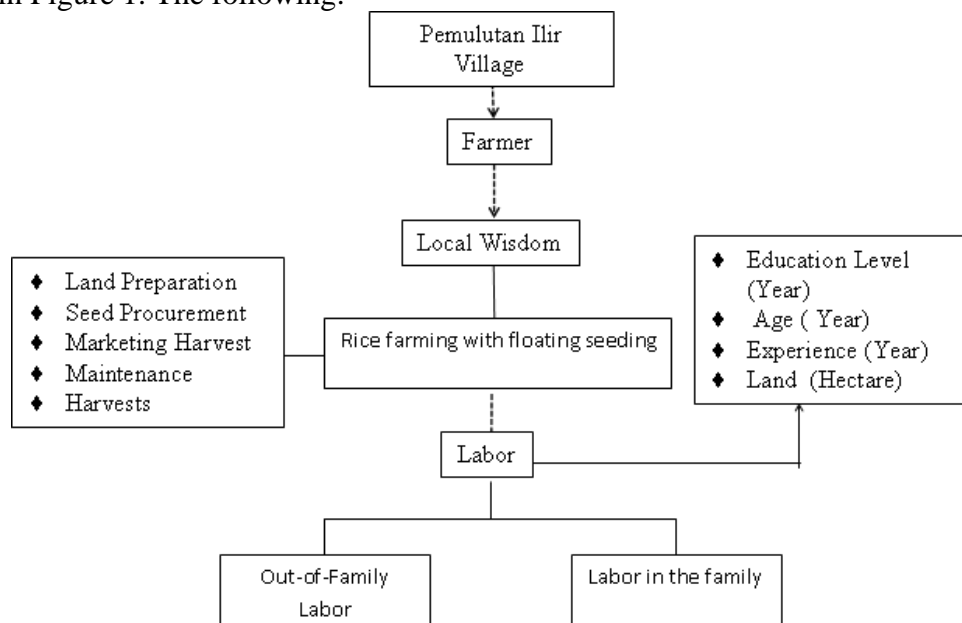 in Figure 1. The following:
Pemulutan Ilir
Village
Farmer
Local Wisdom
♦ Land Preparation
♦ Seed Procurement
♦ Marketing Harvest
♦ Maintenance
♦ Harvests
Rice farming with floating seeding
♦ Education Level
(Year)
♦ Age ( Year)
♦ Experience (Year)
♦ Land (Hectare)
Labor
Out-of-Family
Labor
Labor in the family